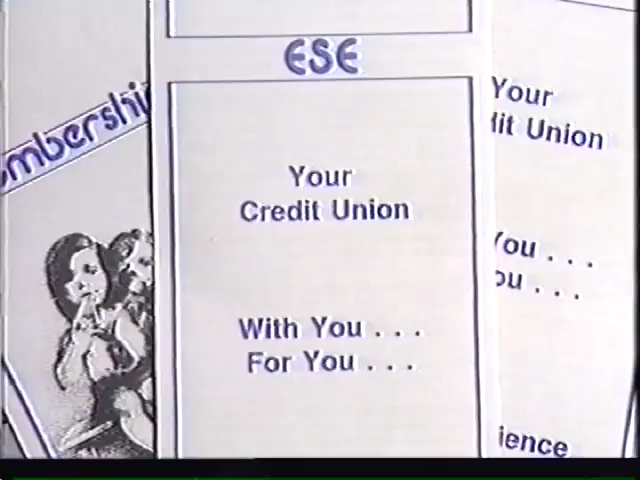 ESE
Your
Credit Union
With You . . .
For You . . .
mbershi
Your
dit Union
You . . .
ou . . .
ience